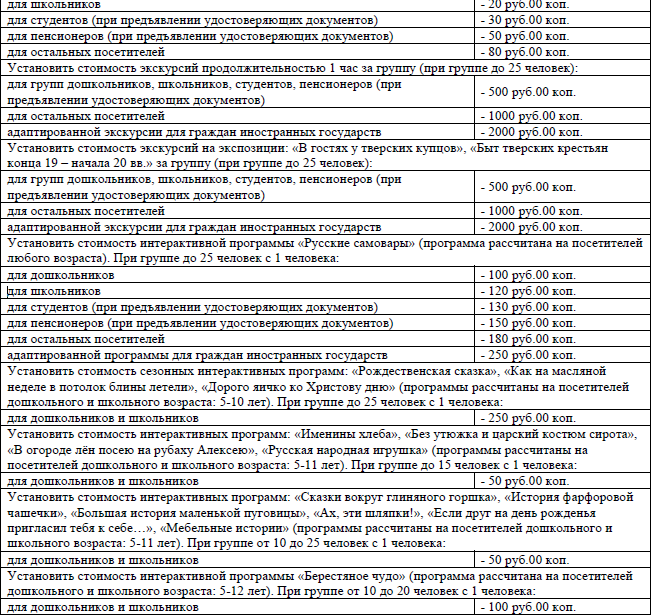 для школьников - 20 руб.00 коп.
для студентов (при предъявлении удостоверяющих документов) - 30 руб.00 коп.
для пенсионеров (при предъявлении удостоверяющих документов) - 50 руб.00 коп.
для остальных посетителей - 80 руб.00 коп.
Установить стоимость экскурсий продолжительностью 1 час за группу (при группе до 25 человек):
для групп дошкольников, школьников, студентов, пенсионеров (при
предъявлении удостоверяющих документов) - 500 руб.00 коп.
для остальных посетителей - 1000 руб.00 коп.
адаптированной экскурсии для граждан иностранных государств - 2000 руб.00 коп.
Установить стоимость экскурсий на экспозиции: «В гостях у тверских купцов», «Быт тверских крестьян
конца 19 – начала 20 вв.» за группу (при группе до 25 человек):
для групп дошкольников, школьников, студентов, пенсионеров (при
предъявлении удостоверяющих документов) - 500 руб.00 коп.
для остальных посетителей - 1000 руб.00 коп.
адаптированной экскурсии для граждан иностранных государств - 2000 руб.00 коп.
Установить стоимость интерактивной программы «Русские самовары» (программа рассчитана на посетителей
любого возраста). При группе до 25 человек с 1 человека:
для дошкольников - 100 руб.00 коп.
для школьников - 120 руб.00 коп.
для студентов (при предъявлении удостоверяющих документов) - 130 руб.00 коп.
для пенсионеров (при предъявлении удостоверяющих документов) - 150 руб.00 коп.
для остальных посетителей - 180 руб.00 коп.
адаптированной программы для граждан иностранных государств - 250 руб.00 коп.
Установить стоимость сезонных интерактивных программ: «Рождественская сказка», «Как на масляной
неделе в потолок блины летели», «Дорого яичко ко Христову дню» (программы рассчитаны на посетителей
дошкольного и школьного возраста: 5-10 лет). При группе до 25 человек с 1 человека:
для дошкольников и школьников - 250 руб.00 коп.
Установить стоимость интерактивных программ: «Именины хлеба», «Без утюжка и царский костюм сирота»,
«В огороде лён посею на рубаху Алексею», «Русская народная игрушка» (программы рассчитаны на
посетителей дошкольного и школьного возраста: 5-11 лет). При группе до 15 человек с 1 человека:
для дошкольников и школьников - 50 руб.00 коп.
Установить стоимость интерактивных программ: «Сказки вокруг глиняного горшка», «История фарфоровой
чашечки», «Большая история маленькой пуговицы», «Ах, эти шляпки!», «Если друг на день рожденья
пригласил тебя к себе…», «Мебельные истории» (программы рассчитаны на посетителей дошкольного и
школьного возраста: 5-11 лет). При группе от 10 до 25 человек с 1 человека:
для дошкольников и школьников - 50 руб.00 коп.
Установить стоимость интерактивной программы «Берестяное чудо» (программа рассчитана на посетителей
дошкольного и школьного возраста: 5-12 лет). При группе от 10 до 20 человек с 1 человека:
для дошкольников и школьников - 100 руб.00 коп.